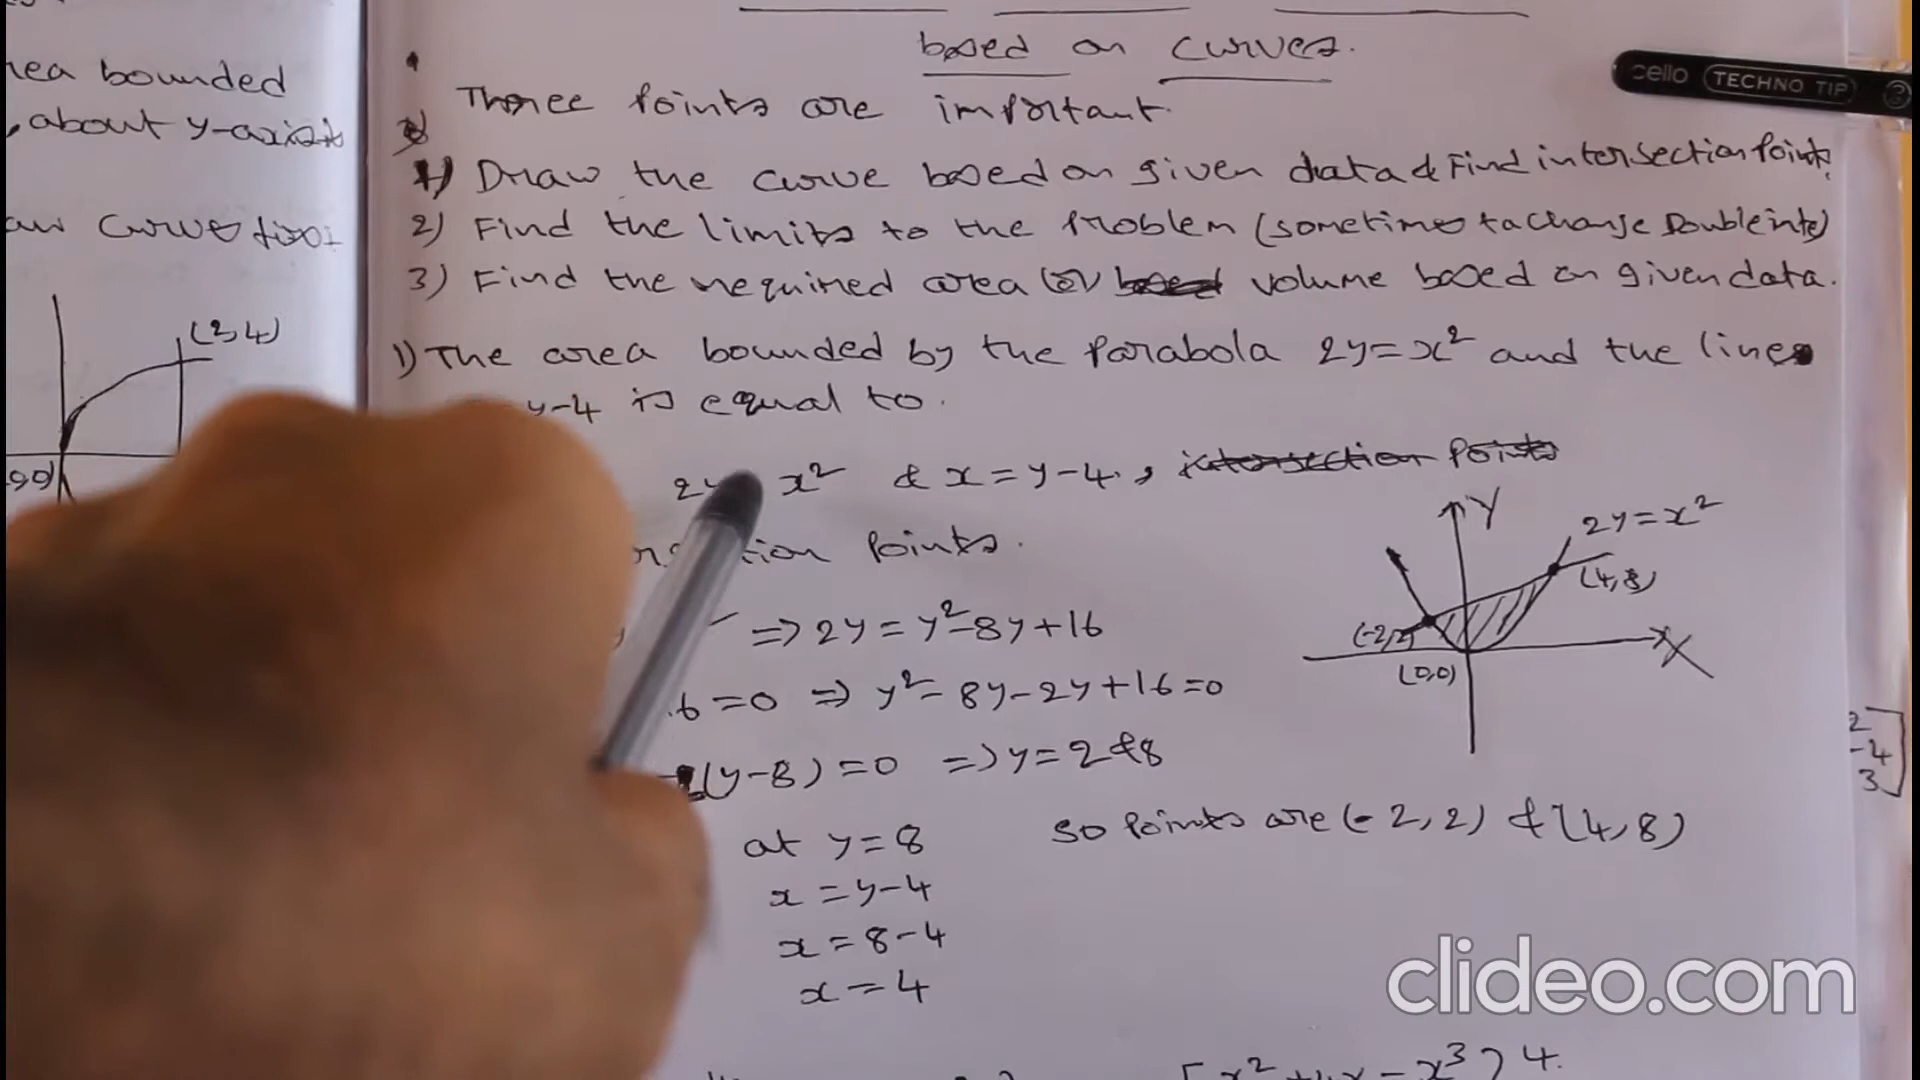 based on curves.
Three points are important.
1) Draw the curve based on given data & Find intersection Points.
2) Find the limits to the Problem (sometimes to change Double inte)
3) Find the required area (or) volume based on given data.
1) The area bounded by the Parabola 2y=x² and the line
y-4 is equal to.
x² & x=y-4, intersection Points
Points.
=> 2y = y²-8y+16
6=0 => y²-8y-2y+16=0
(y-8)=0 => y=2&8
at y=8
x=y-4
x=8-4
x=4
so Points are (-2,2) & (4,8)
Y
2y=x²
(4,8)
(0,0)
X
bounded
, about y-axis
curve
(2,4)
2
-4
3
cello TECHNO TIP
clideo.com